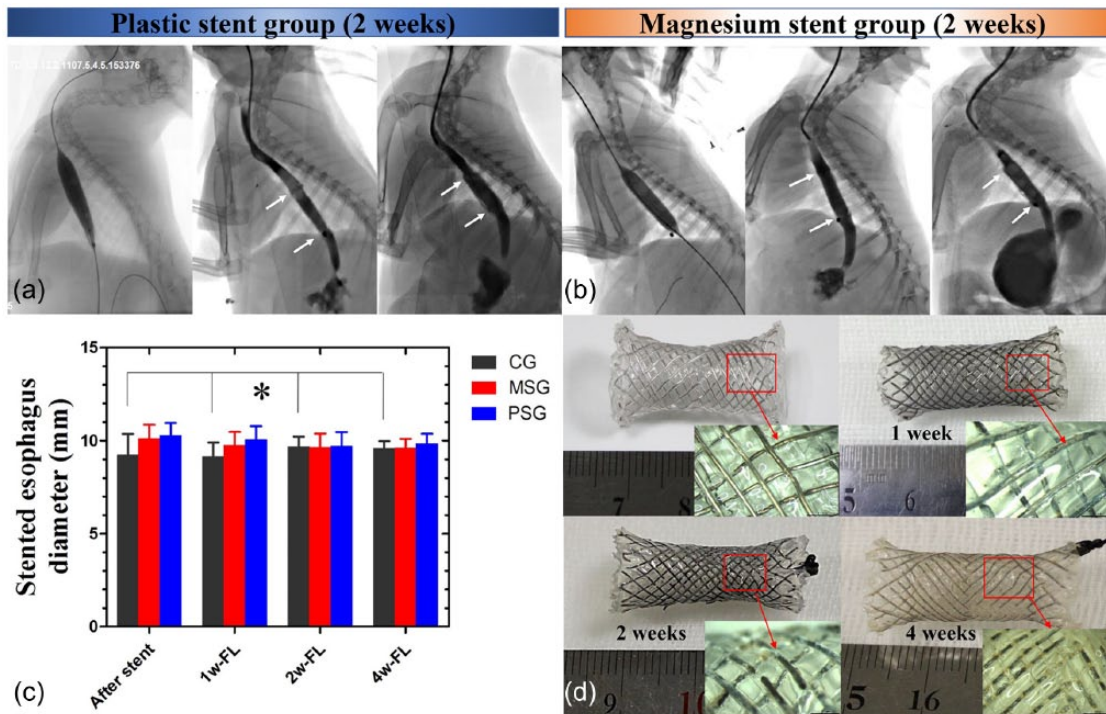 Plastic stent group (2 weeks)
Magnesium stent group (2 weeks)
(a)
(b)
Stented esophagus
diameter (mm)
15
10
5
0
*
CG
MSG
PSG
After stent
1w-FL
2w-FL
4w-FL
(c)
7
8
1 week
5
6
2 weeks
9
4 weeks
5
16
(d)